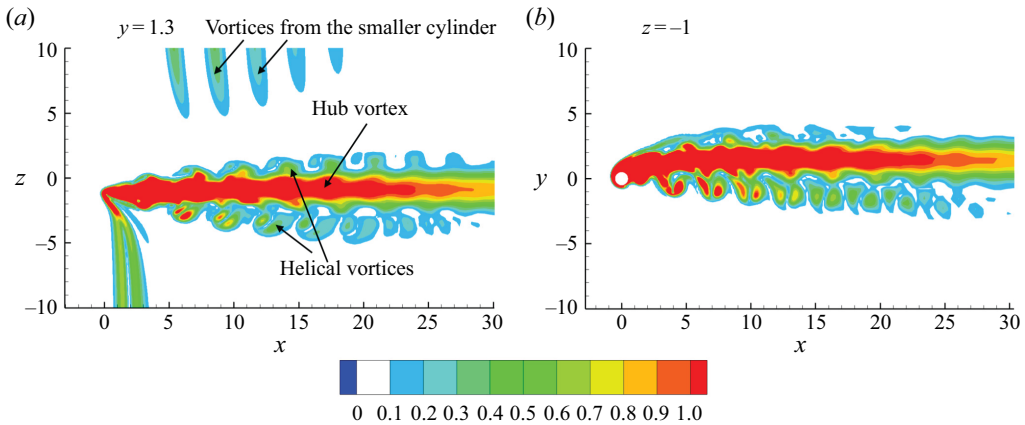 (a) y = 1.3 Vortices from the smaller cylinder
10
5
Hub vortex
z 0
–5
Helical vortices
–10
0 5 10 15 20 25 30
x
(b) z = –1
10
5
y 0
–5
–10
0 5 10 15 20 25 30
x
0 0.1 0.2 0.3 0.4 0.5 0.6 0.7 0.8 0.9 1.0